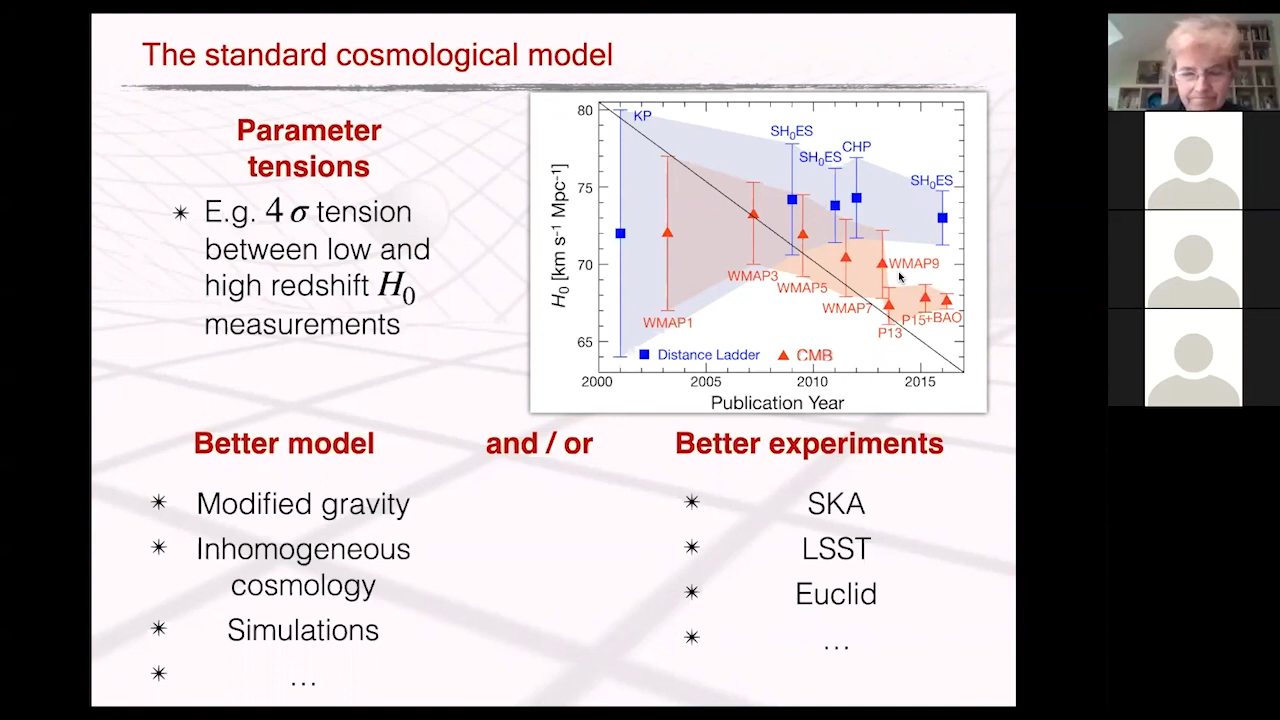 The standard cosmological model
Parameter
tensions
✴ E.g. 4 σ tension
between low and
high redshift H₀
measurements
80
75
70
65
H₀ [km s⁻¹ Mpc⁻¹]
KP
SH₀ES
SH₀ES
CHP
SH₀ES
WMAP1
WMAP3
WMAP5
WMAP7
WMAP9
P13
P15+BAO
Distance Ladder
CMB
2000
2005
2010
2015
Publication Year
Better model
and / or
Better experiments
✴ Modified gravity
✴ Inhomogeneous
cosmology
✴ Simulations
✴ …
✴ SKA
✴ LSST
✴ Euclid
✴ …